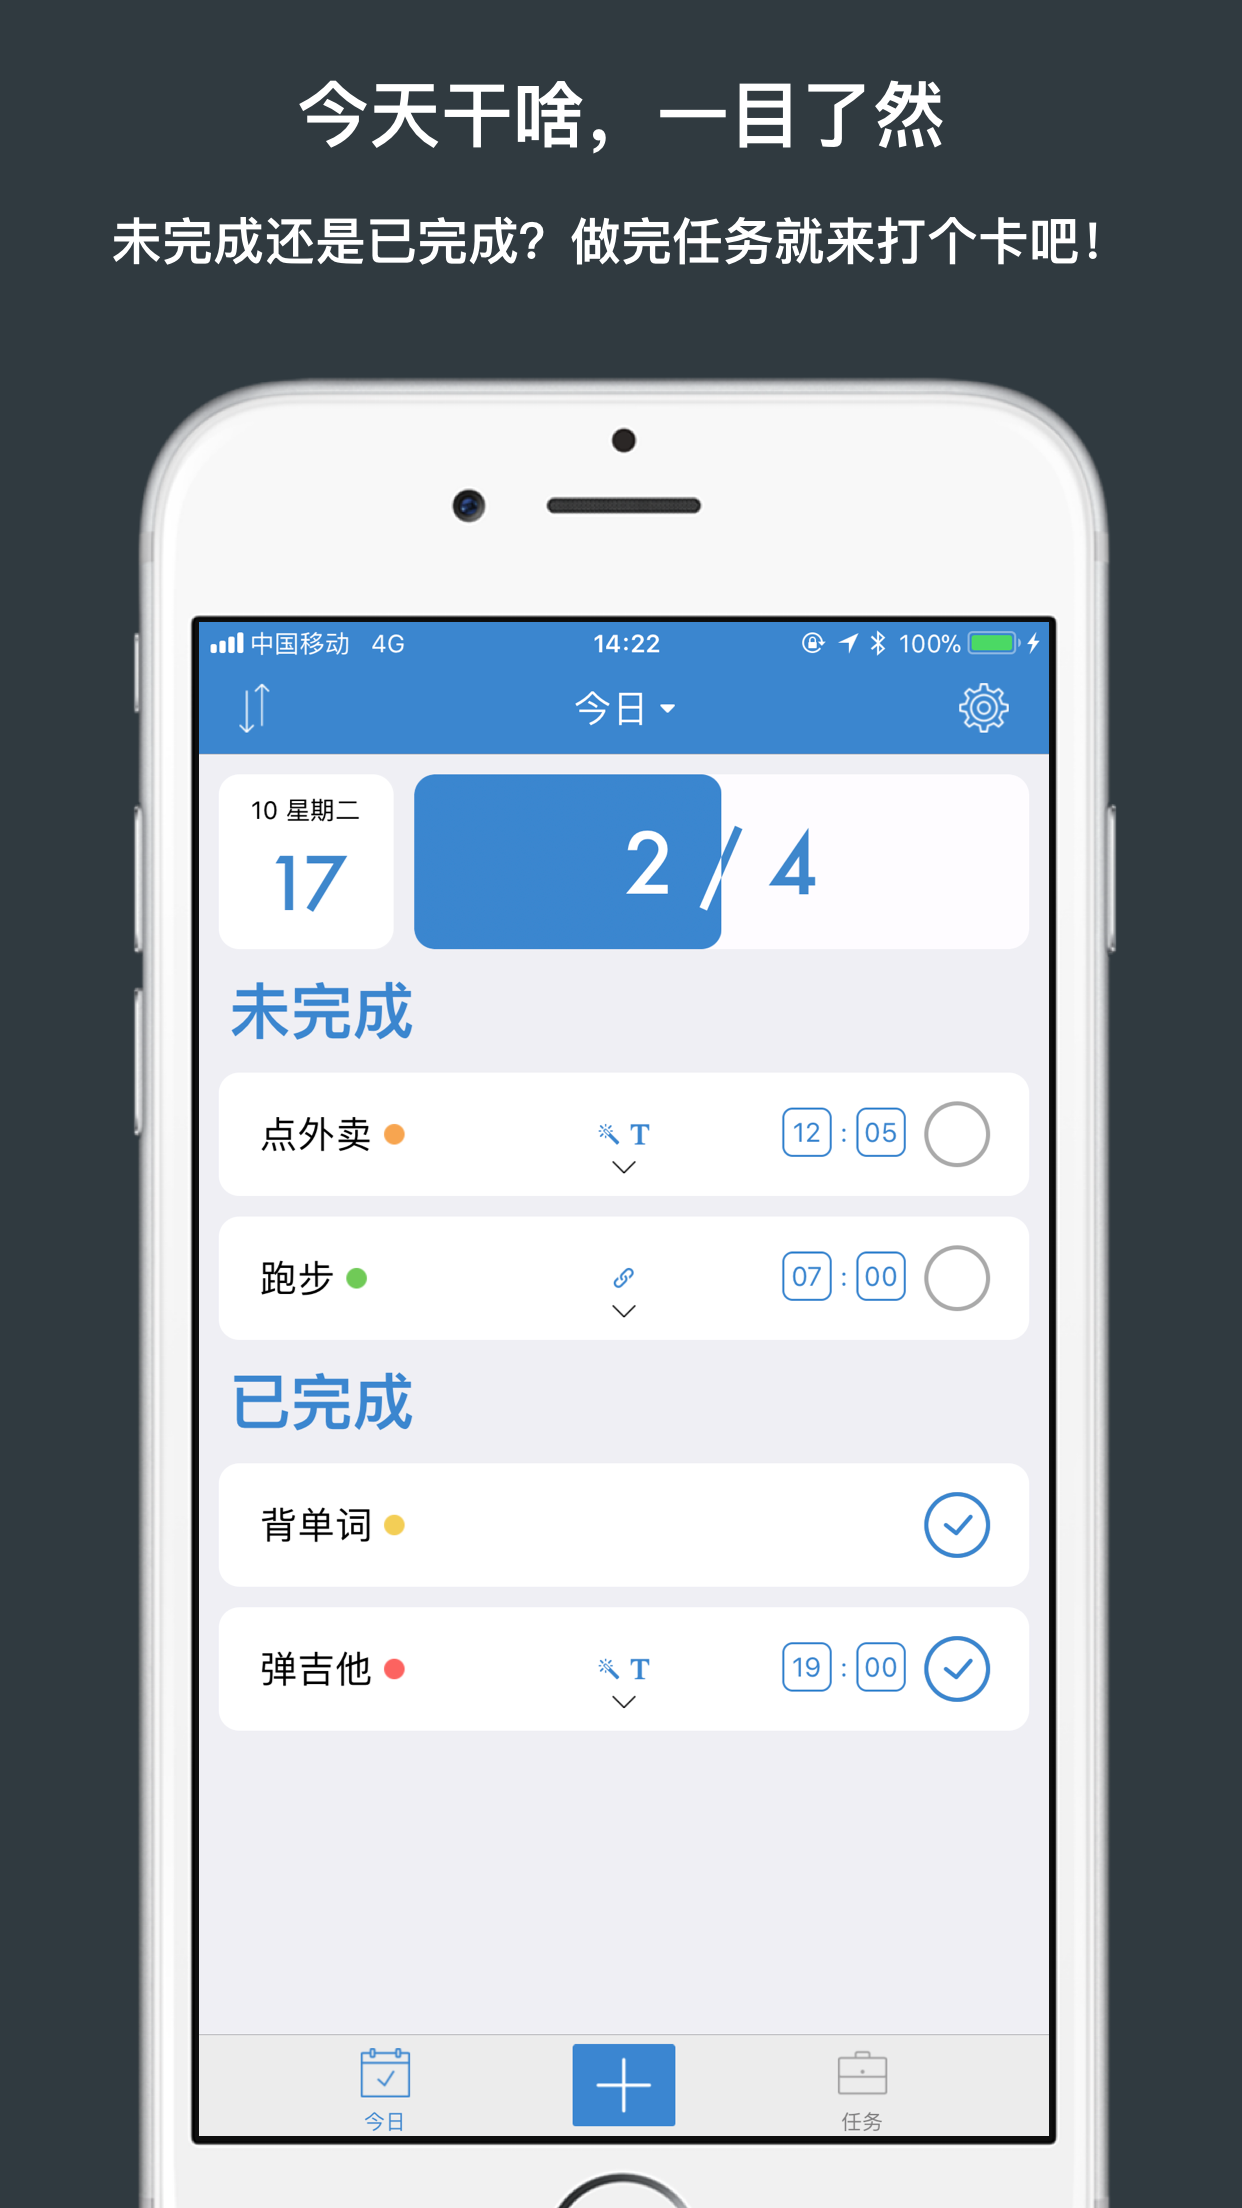 今天干啥，一目了然
未完成还是已完成？做完任务就来打个卡吧！
中国移动 4G 14:22 100%
今日
10 星期二
17
2 / 4
未完成
点外卖 T 12 : 05
跑步 07 : 00
已完成
背单词
弹吉他 T 19 : 00
今日 任务